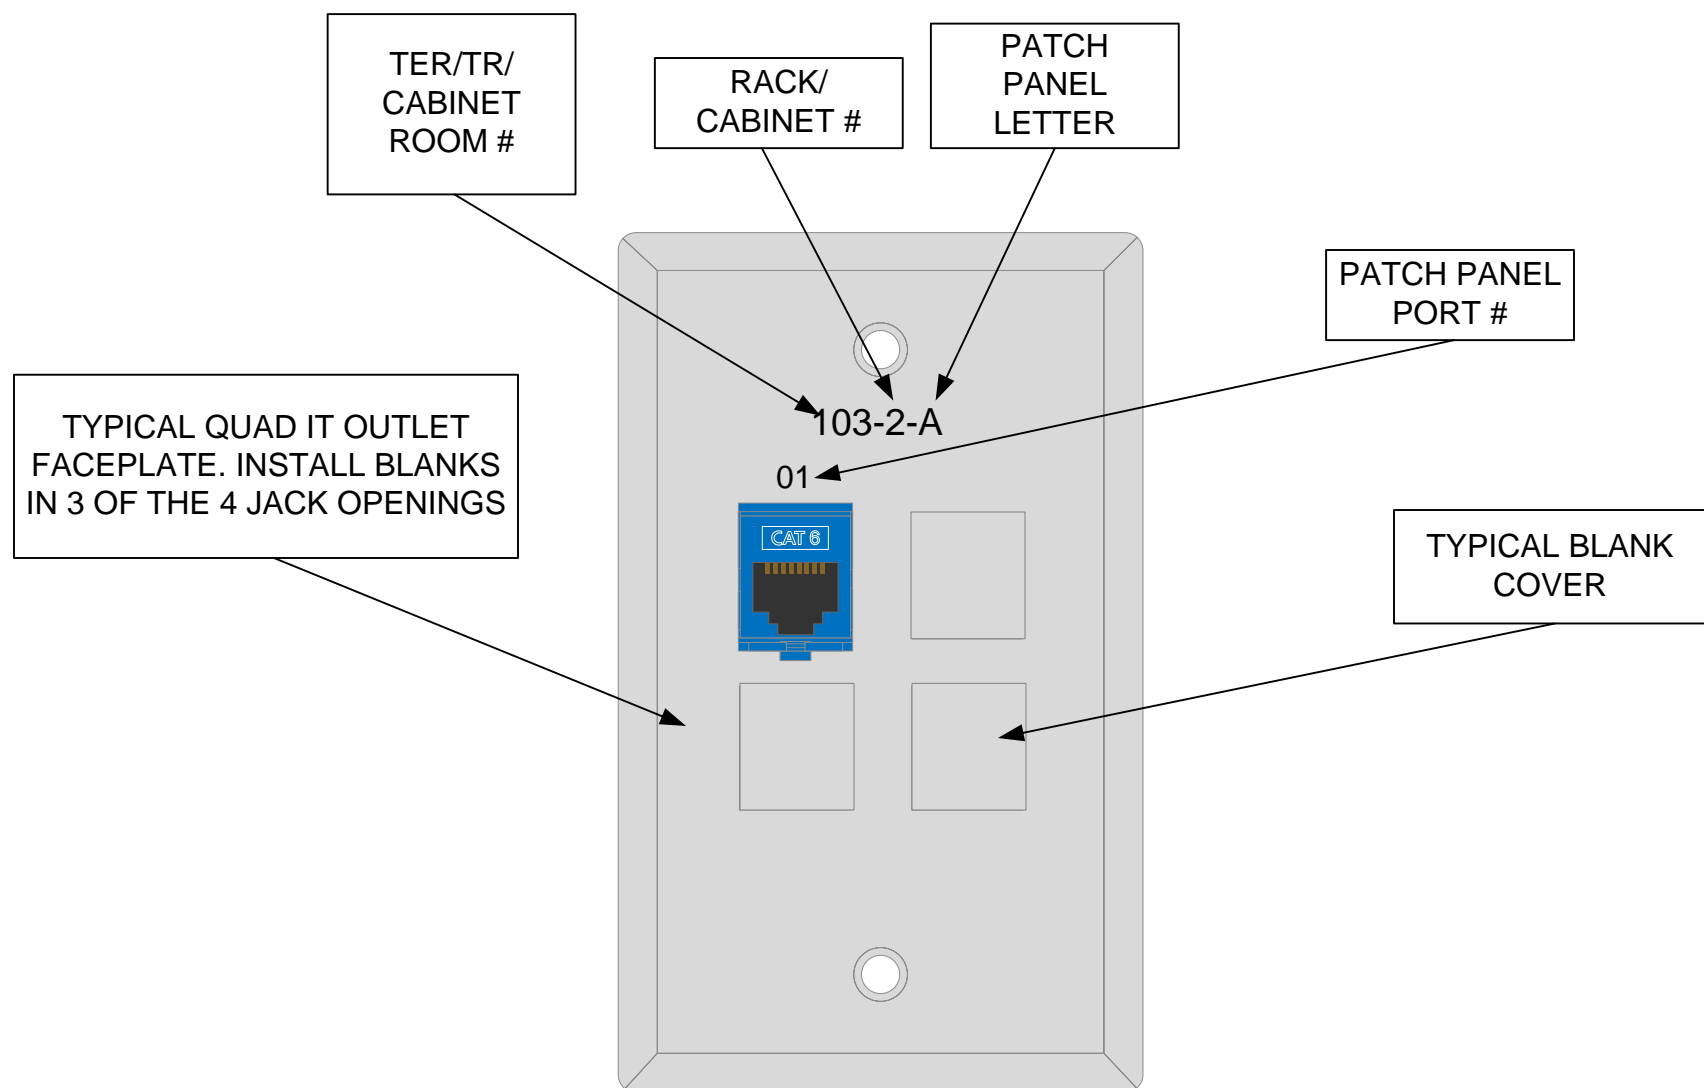 TER/TR/
CABINET
ROOM #
RACK/
CABINET #
PATCH
PANEL
LETTER
PATCH PANEL
PORT #
TYPICAL QUAD IT OUTLET
FACEPLATE. INSTALL BLANKS
IN 3 OF THE 4 JACK OPENINGS
103-2-A
01
CAT 6
TYPICAL BLANK
COVER